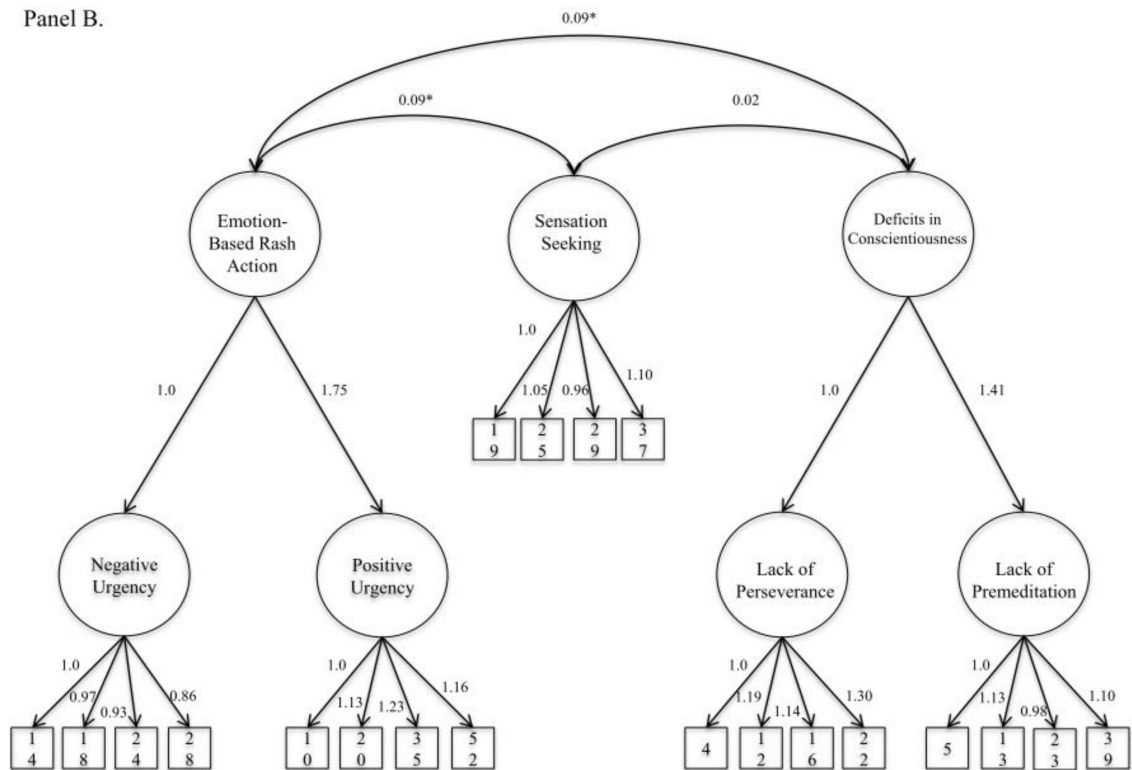 Panel B.
0.09*
0.09*
0.02
Emotion-
Based Rash
Action
Sensation
Seeking
Deficits in
Conscientiousness
1.0
1.05
0.96
1.10
1.0
1.75
1.0
1.41
1 2 2 3
9 5 9 7
Negative
Urgency
Positive
Urgency
Lack of
Perseverance
Lack of
Premeditation
1.0
0.97
0.93
0.86
1.0
1.13
1.23
1.16
1.0
1.19
1.14
1.30
1.0
1.13
0.98
1.10
1 1 2 2
4 8 4 8
1 2 3 5
0 0 5 2
4
1 1 2
2 6 2
5
1 2 3
3 3 9